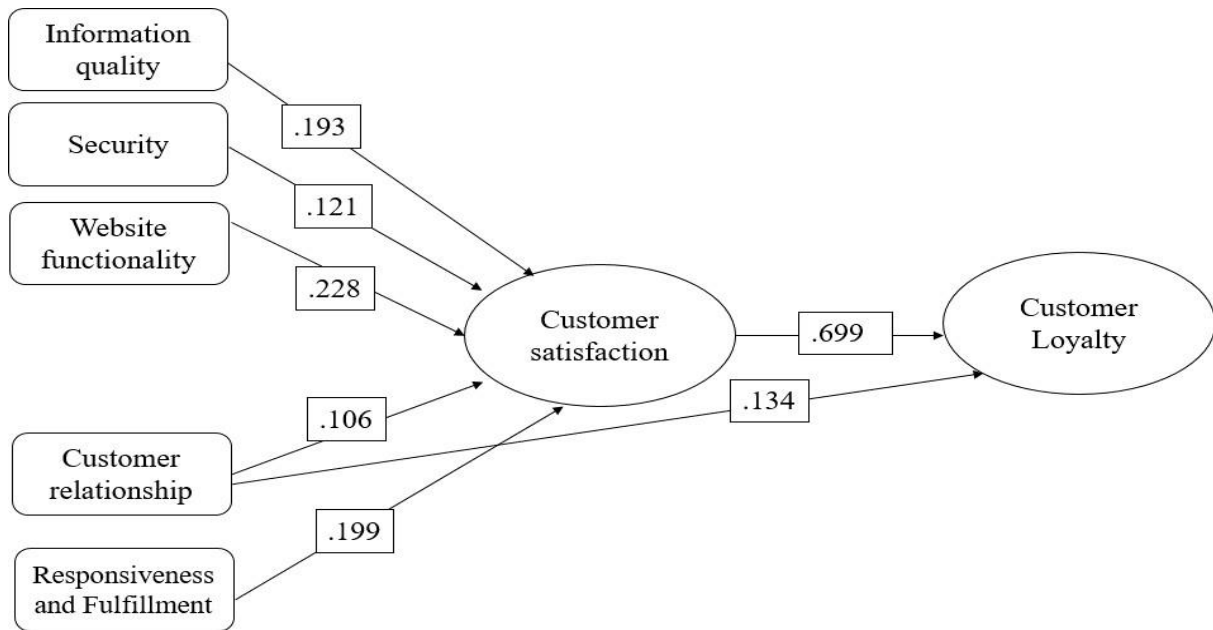 Information
quality
.193
Security
.121
Website
functionality
.228
Customer
satisfaction
.699
Customer
Loyalty
.106
.134
Customer
relationship
.199
Responsiveness
and Fulfillment